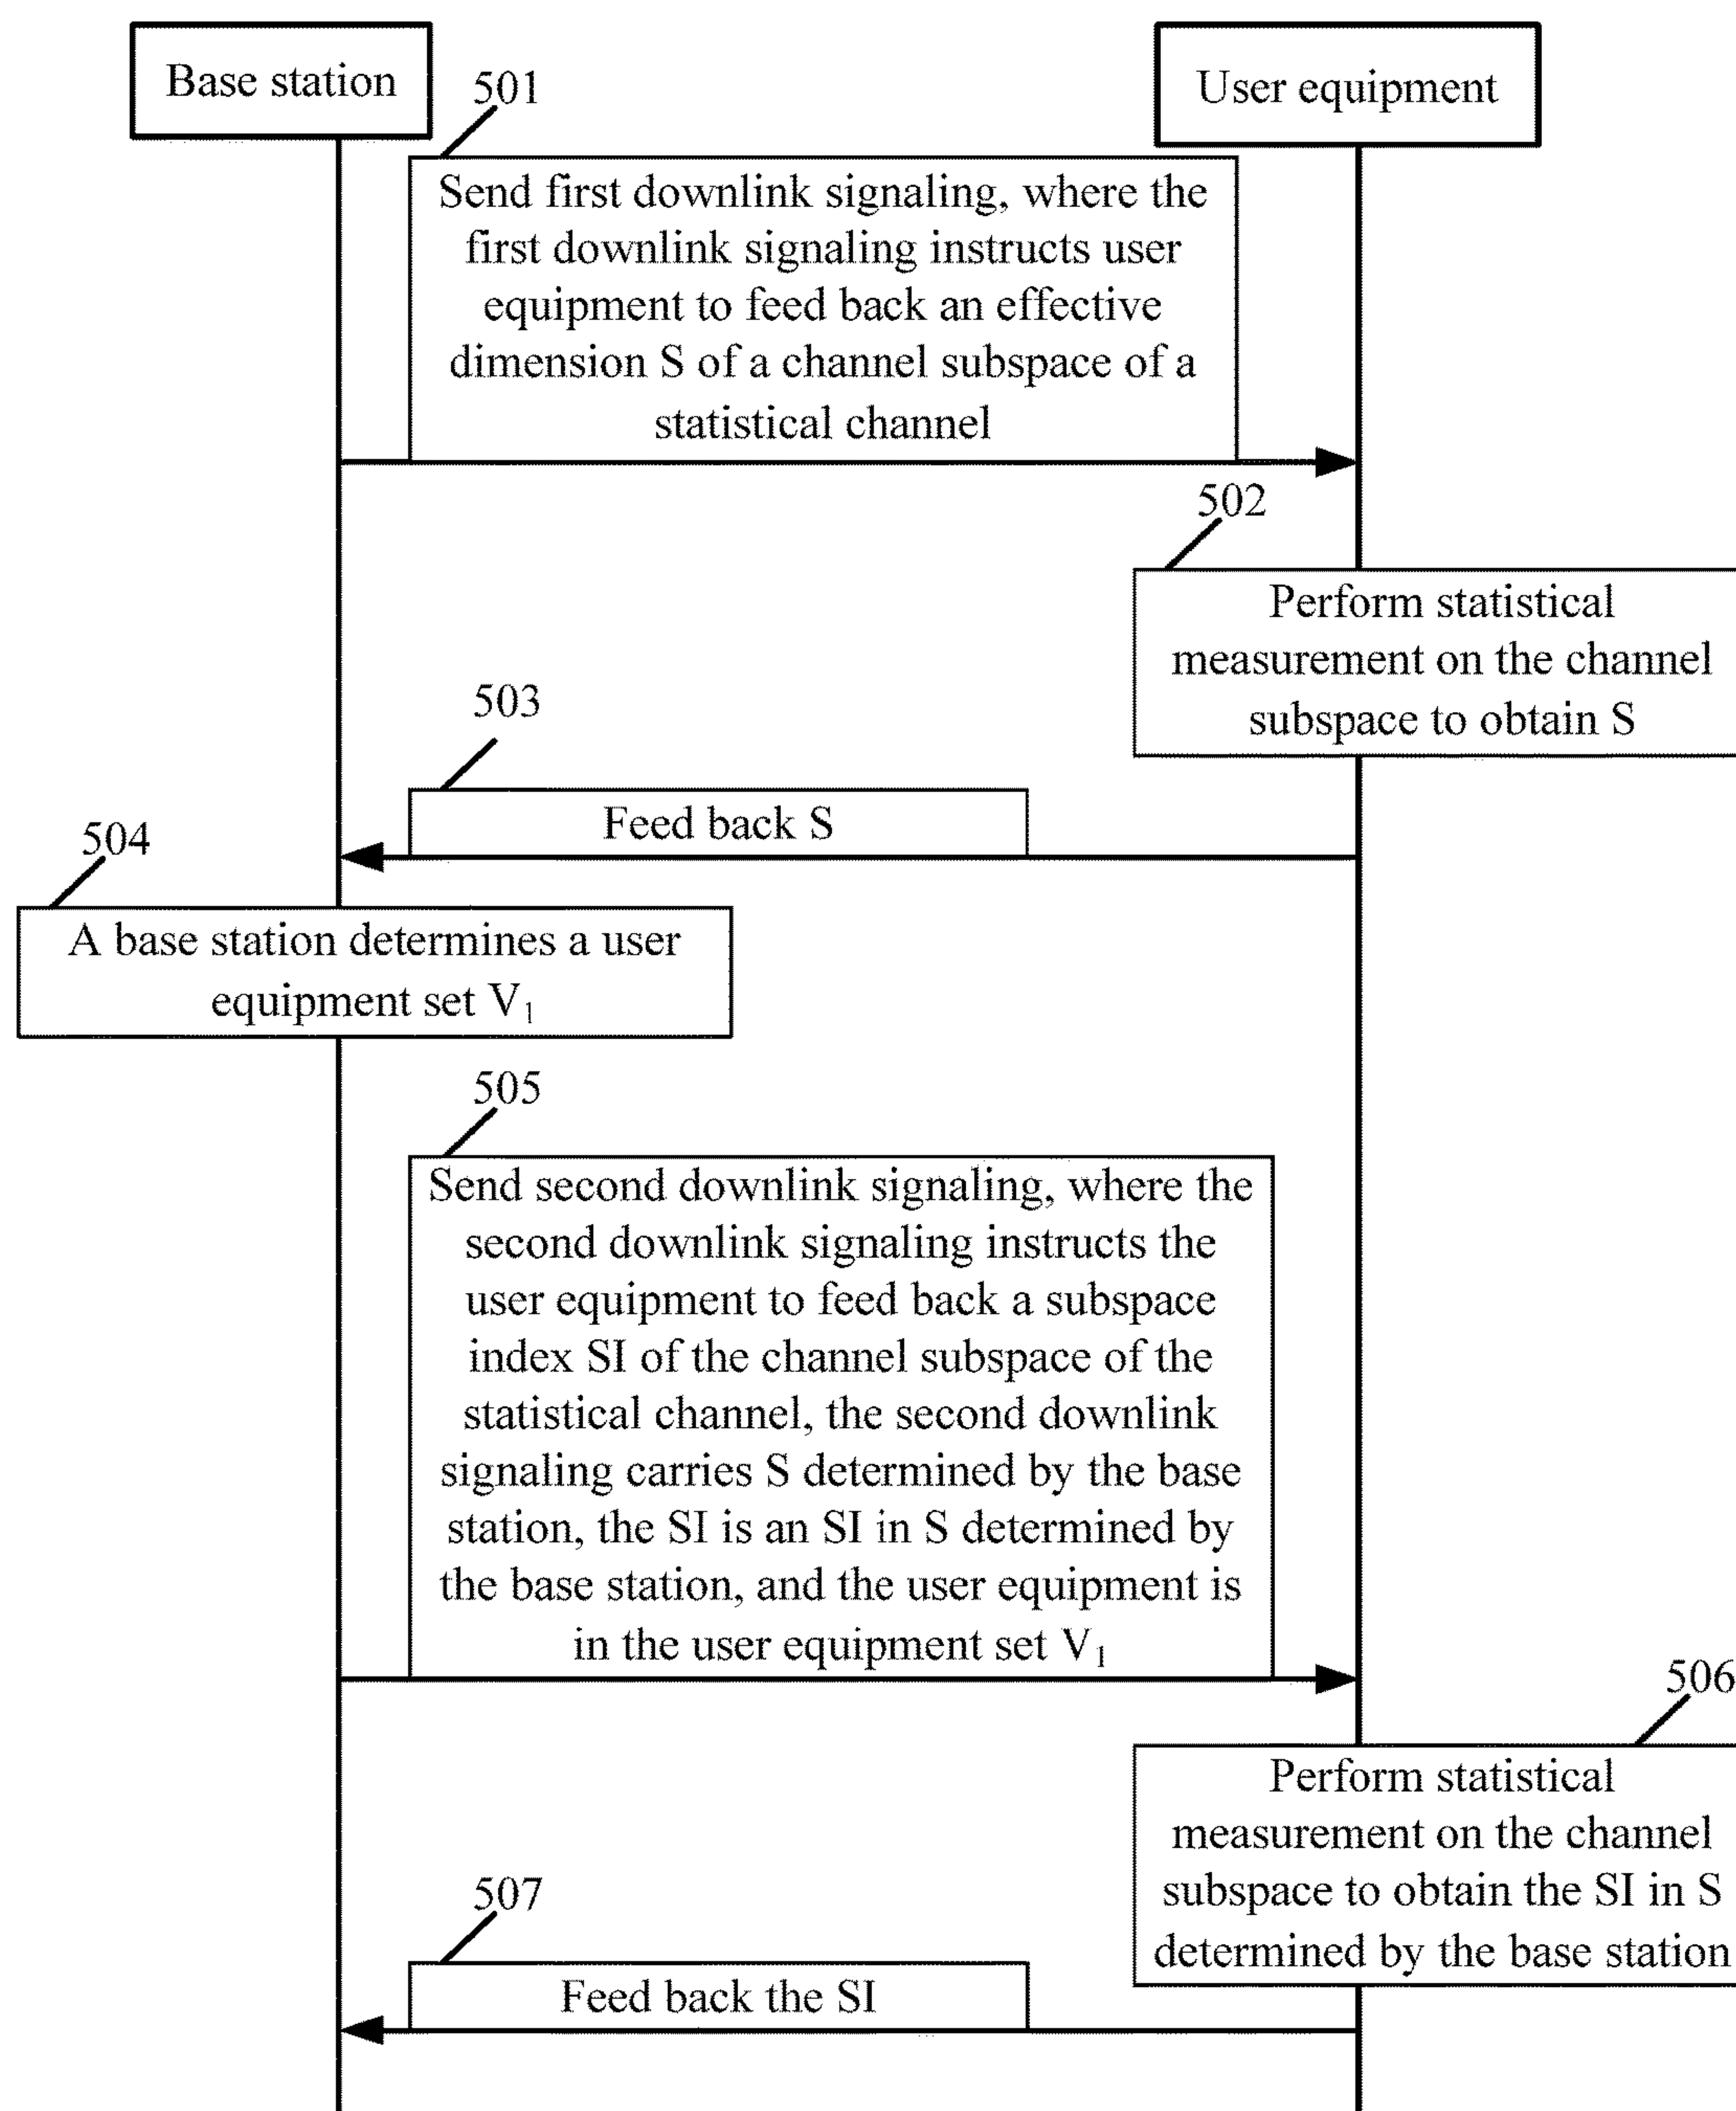 Base station
User equipment
501
Send first downlink signaling, where the
first downlink signaling instructs user
equipment to feed back an effective
dimension S of a channel subspace of a
statistical channel
502
Perform statistical
measurement on the channel
subspace to obtain S
503
Feed back S
504
A base station determines a user
equipment set V₁
505
Send second downlink signaling, where the
second downlink signaling instructs the
user equipment to feed back a subspace
index SI of the channel subspace of the
statistical channel, the second downlink
signaling carries S determined by the base
station, the SI is an SI in S determined by
the base station, and the user equipment is
in the user equipment set V₁
506
Perform statistical
measurement on the channel
subspace to obtain the SI in S
determined by the base station
507
Feed back the SI